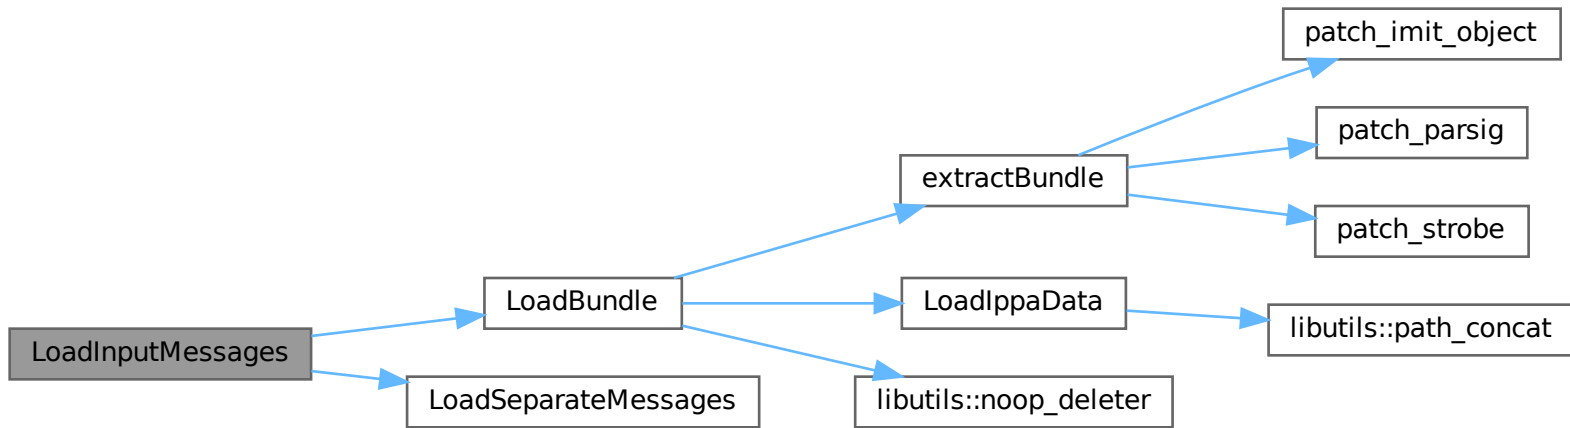 patch_imit_object
patch_parsig
extractBundle
patch_strobe
LoadBundle
LoadIppaData
libutils::path_concat
LoadInputMessages
LoadSeparateMessages
libutils::noop_deleter